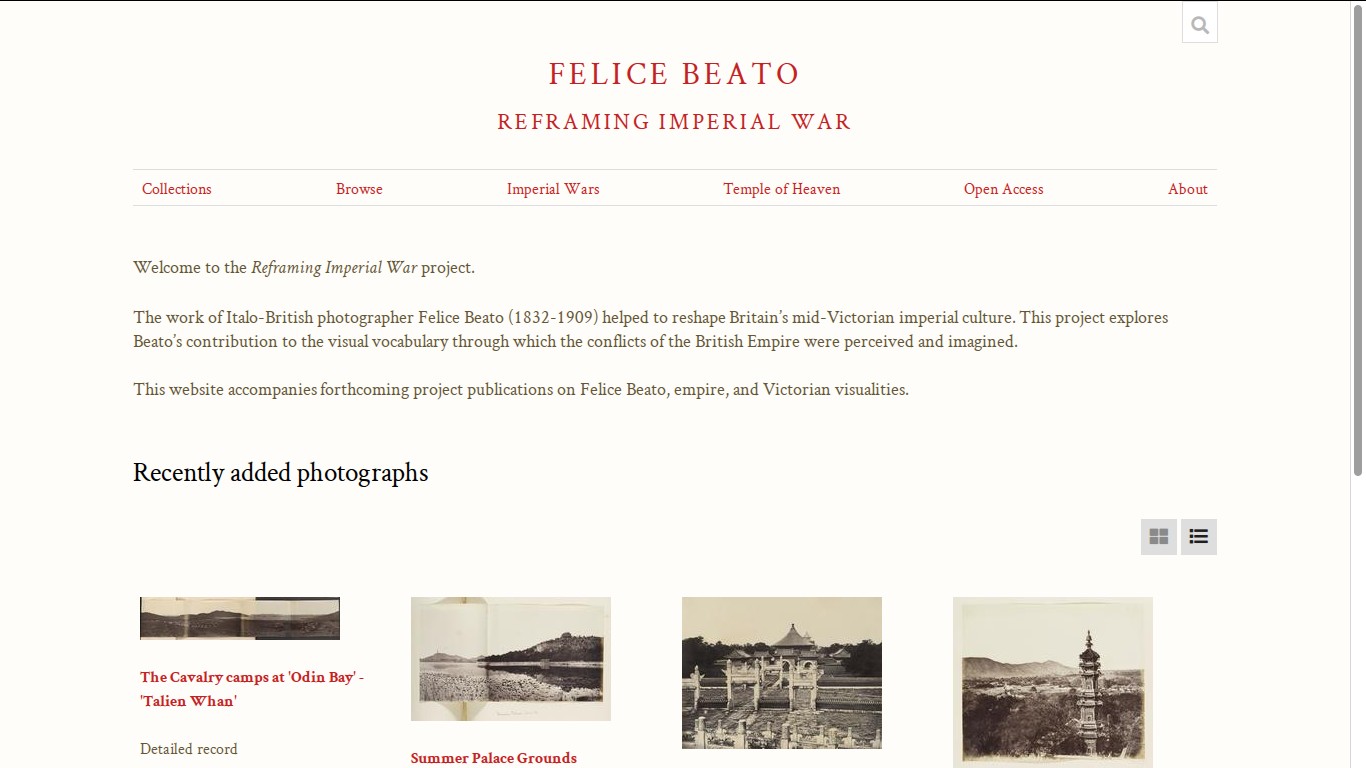 FELICE BEATO
REFRAMING IMPERIAL WAR
Collections
Browse
Imperial Wars
Temple of Heaven
Open Access
About
Welcome to the Reframing Imperial War project.
The work of Italo-British photographer Felice Beato (1832-1909) helped to reshape Britain’s mid-Victorian imperial culture. This project explores
Beato’s contribution to the visual vocabulary through which the conflicts of the British Empire were perceived and imagined.
This website accompanies forthcoming project publications on Felice Beato, empire, and Victorian visualities.
Recently added photographs
The Cavalry camps at 'Odin Bay' -
'Talien Whan'
Detailed record
Summer Palace Grounds